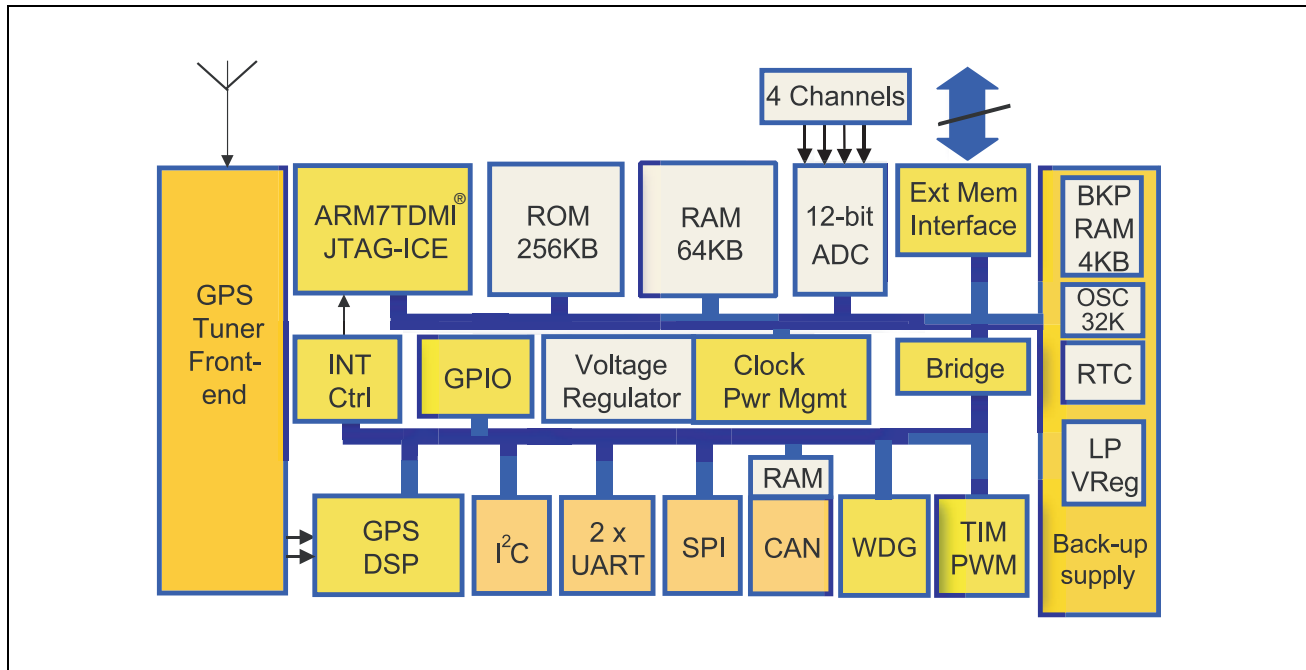 4 Channels
GPS
Tuner
Front-
end
ARM7TDMI®
JTAG-ICE
ROM
256KB
RAM
64KB
12-bit
ADC
Ext Mem
Interface
BKP
RAM
4KB
OSC
32K
RTC
LP
VReg
Back-up
supply
INT
Ctrl
GPIO
Voltage
Regulator
Clock
Pwr Mgmt
Bridge
GPS
DSP
I²C
2 x
UART
SPI
RAM
CAN
WDG
TIM
PWM